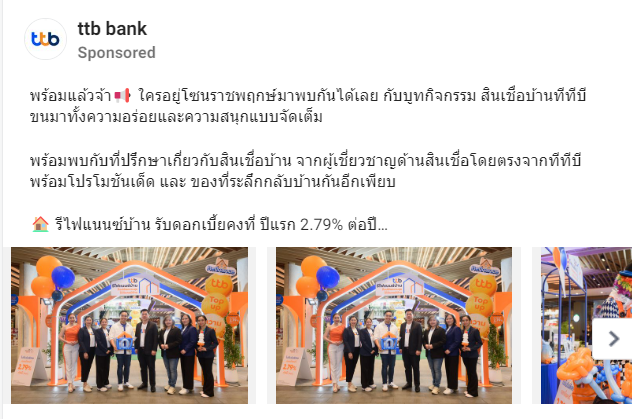 ttb
ttb bank
Sponsored
พร้อมแล้วจ้า📢 ใครอยู่โซนราชพฤกษ์มาพบกันได้เลย กับบูทกิจกรรม สินเชื่อบ้านทีทีบี
ขนมาทั้งความอร่อยและความสนุกแบบจัดเต็ม
พร้อมพบกับที่ปรึกษาเกี่ยวกับสินเชื่อบ้าน จากผู้เชี่ยวชาญด้านสินเชื่อโดยตรงจากทีทีบี
พร้อมโปรโมชันเด็ด และ ของที่ระลึกกลับบ้านกันอีกเพียบ
🏠 รีไฟแนนซ์บ้าน รับดอกเบี้ยคงที่ ปีแรก 2.79% ต่อปี…
ttb
ttb
2.79%
ttb
ttb
2.79%